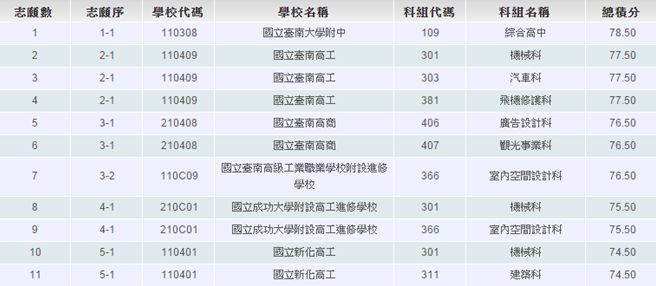 志願數 志願序 學校代碼 學校名稱 科組代碼 科組名稱 總積分
1 1-1 110308 國立臺南大學附中 109 綜合高中 78.50
2 2-1 110409 國立臺南高工 301 機械科 77.50
3 2-1 110409 國立臺南高工 303 汽車科 77.50
4 2-1 110409 國立臺南高工 381 飛機修護科 77.50
5 3-1 210408 國立臺南高商 406 廣告設計科 76.50
6 3-1 210408 國立臺南高商 407 觀光事業科 76.50
7 3-2 110C09 國立臺南高級工業職業學校附設進修 366 室內空間設計科 76.50
學校
8 4-1 210C01 國立成功大學附設高工進修學校 301 機械科 75.50
9 4-1 210C01 國立成功大學附設高工進修學校 366 室內空間設計科 75.50
10 5-1 110401 國立新化高工 301 機械科 74.50
11 5-1 110401 國立新化高工 311 建築科 74.50